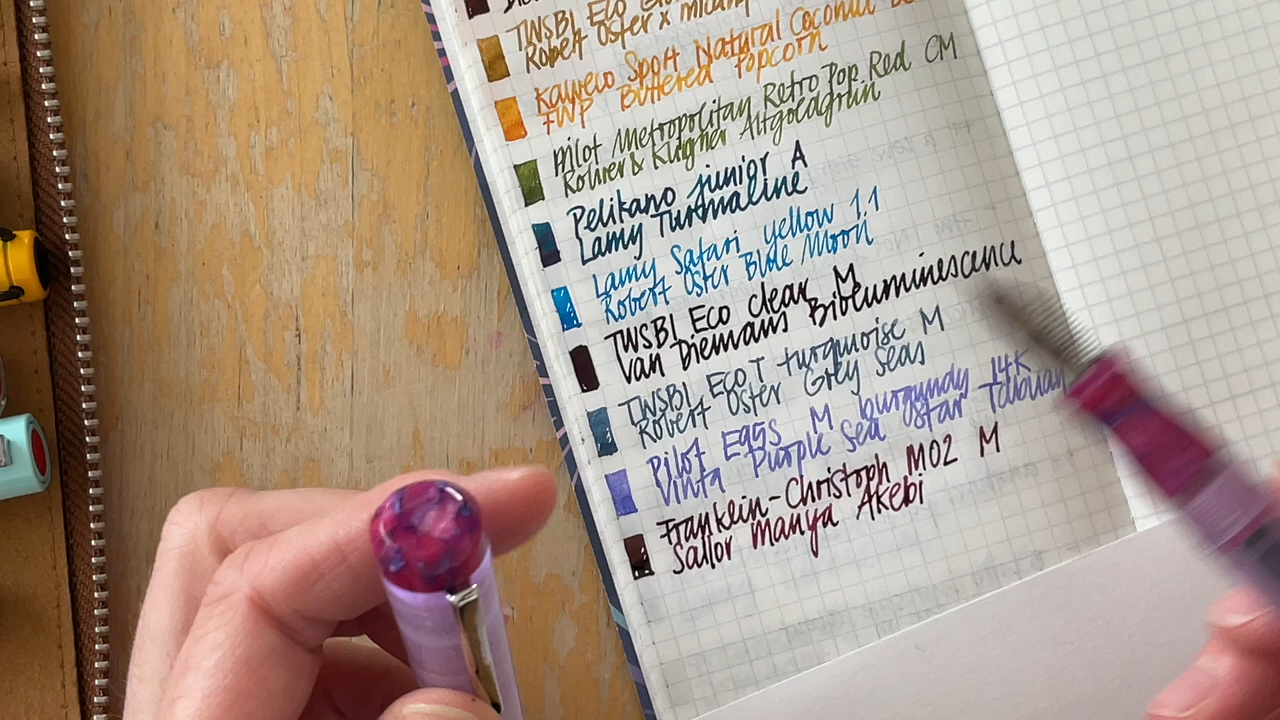 TWSBI Eco
Robert Oster x
Kaweco Sport Natural Coconut
FWP Buttered Popcorn
Pilot Metropolitan Retro Pop Red CM
Rohrer & Klingner Altgoldgrün
Pelikano Junior A
Lamy Turmaline
Lamy Safari yellow 1.1
Robert Oster Blue Moon
TWSBI Eco clear M
Van Diemans Bioluminescence
TWSBI Eco T turquoise M
Robert Oster Grey Seas
Pilot E95s M burgundy 14K
Vinta Purple Sea Star
Franklin-Christoph M02 M
Sailor Manyo Akebi